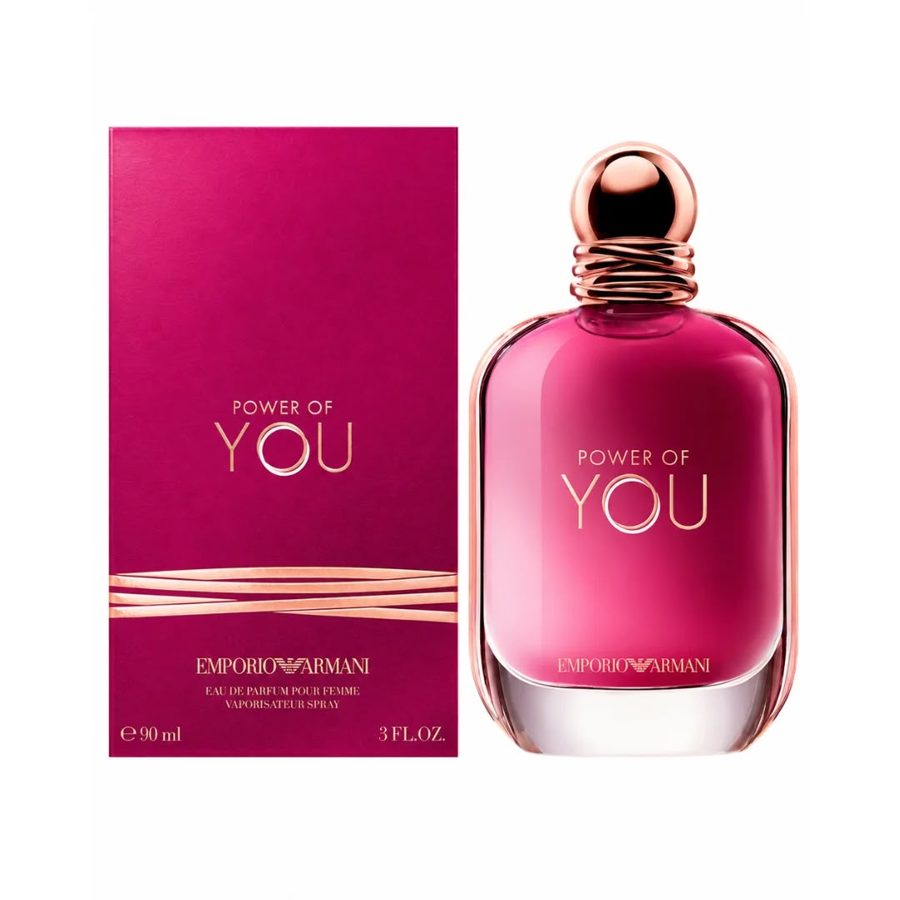 POWER OF
YOU
EMPORIO ARMANI
EAU DE PARFUM POUR FEMME
VAPORISATEUR SPRAY
℮ 90 ml 3 FL.OZ.
POWER OF
YOU
EMPORIO ARMANI